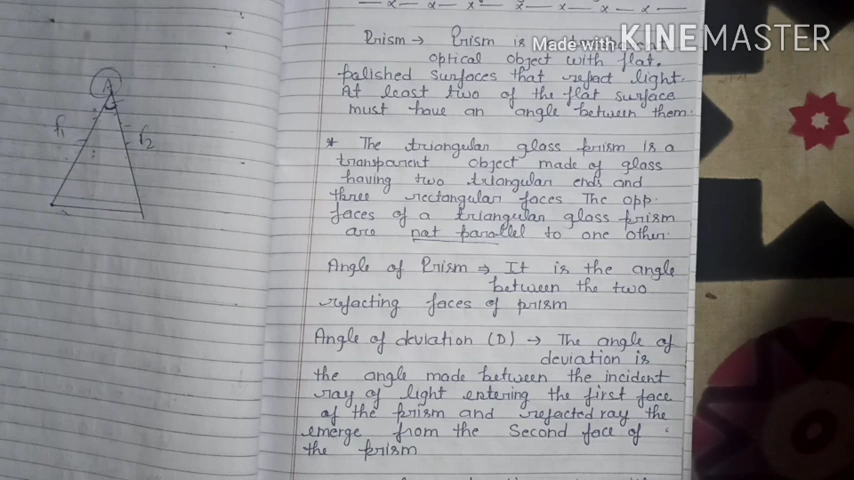 Made with KINEMASTER
A
f1
f2
Prism → Prism is
optical object with flat.
palished surfaces that refact light.
At least two of the flat surface
must have an angle between them.
* The triangular glass prism is a
transparent object made of glass
having two triangular ends and
three rectangular faces The opp.
faces of a triangular glass prism
are not parallel to one other.
Angle of Prism → It is the angle
between the two
refacting faces of prism
Angle of deviation (D) → The angle of
deviation is
the angle made between the incident
ray of light entering the first face
of the prism and refacted ray the
emerge from the Second face of
the prism